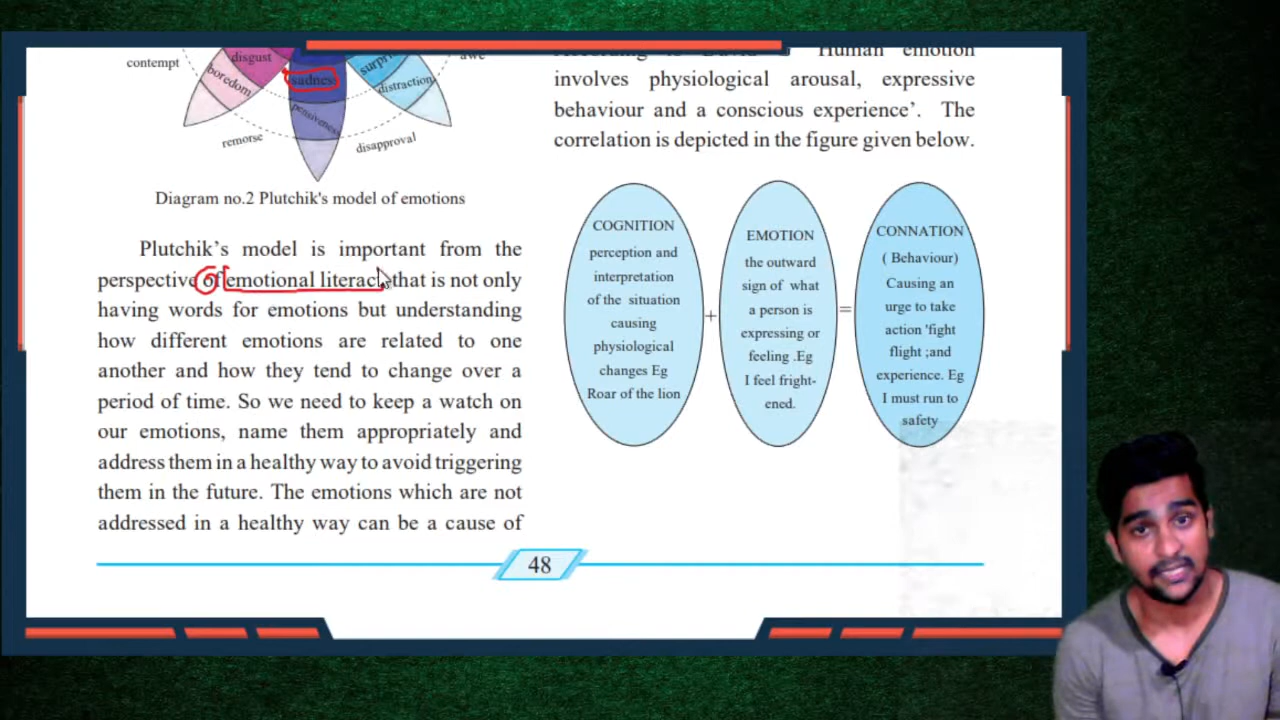 disgust
contempt
boredom
sadness
distraction
awe
pensiveness
remorse
disapproval
Diagram no.2 Plutchik's model of emotions
Plutchik's model is important from the
perspective of emotional literac that is not only
having words for emotions but understanding
how different emotions are related to one
another and how they tend to change over a
period of time. So we need to keep a watch on
our emotions, name them appropriately and
address them in a healthy way to avoid triggering
them in the future. The emotions which are not
addressed in a healthy way can be a cause of
Human emotion
involves physiological arousal, expressive
behaviour and a conscious experience'. The
correlation is depicted in the figure given below.
COGNITION
perception and
interpretation
of the situation
causing
physiological
changes Eg
Roar of the lion
+
EMOTION
the outward
sign of what
a person is
expressing or
feeling .Eg
I feel fright-
ened.
=
CONNATION
( Behaviour)
Causing an
urge to take
action 'fight
flight ;and
experience. Eg
I must run to
safety
48